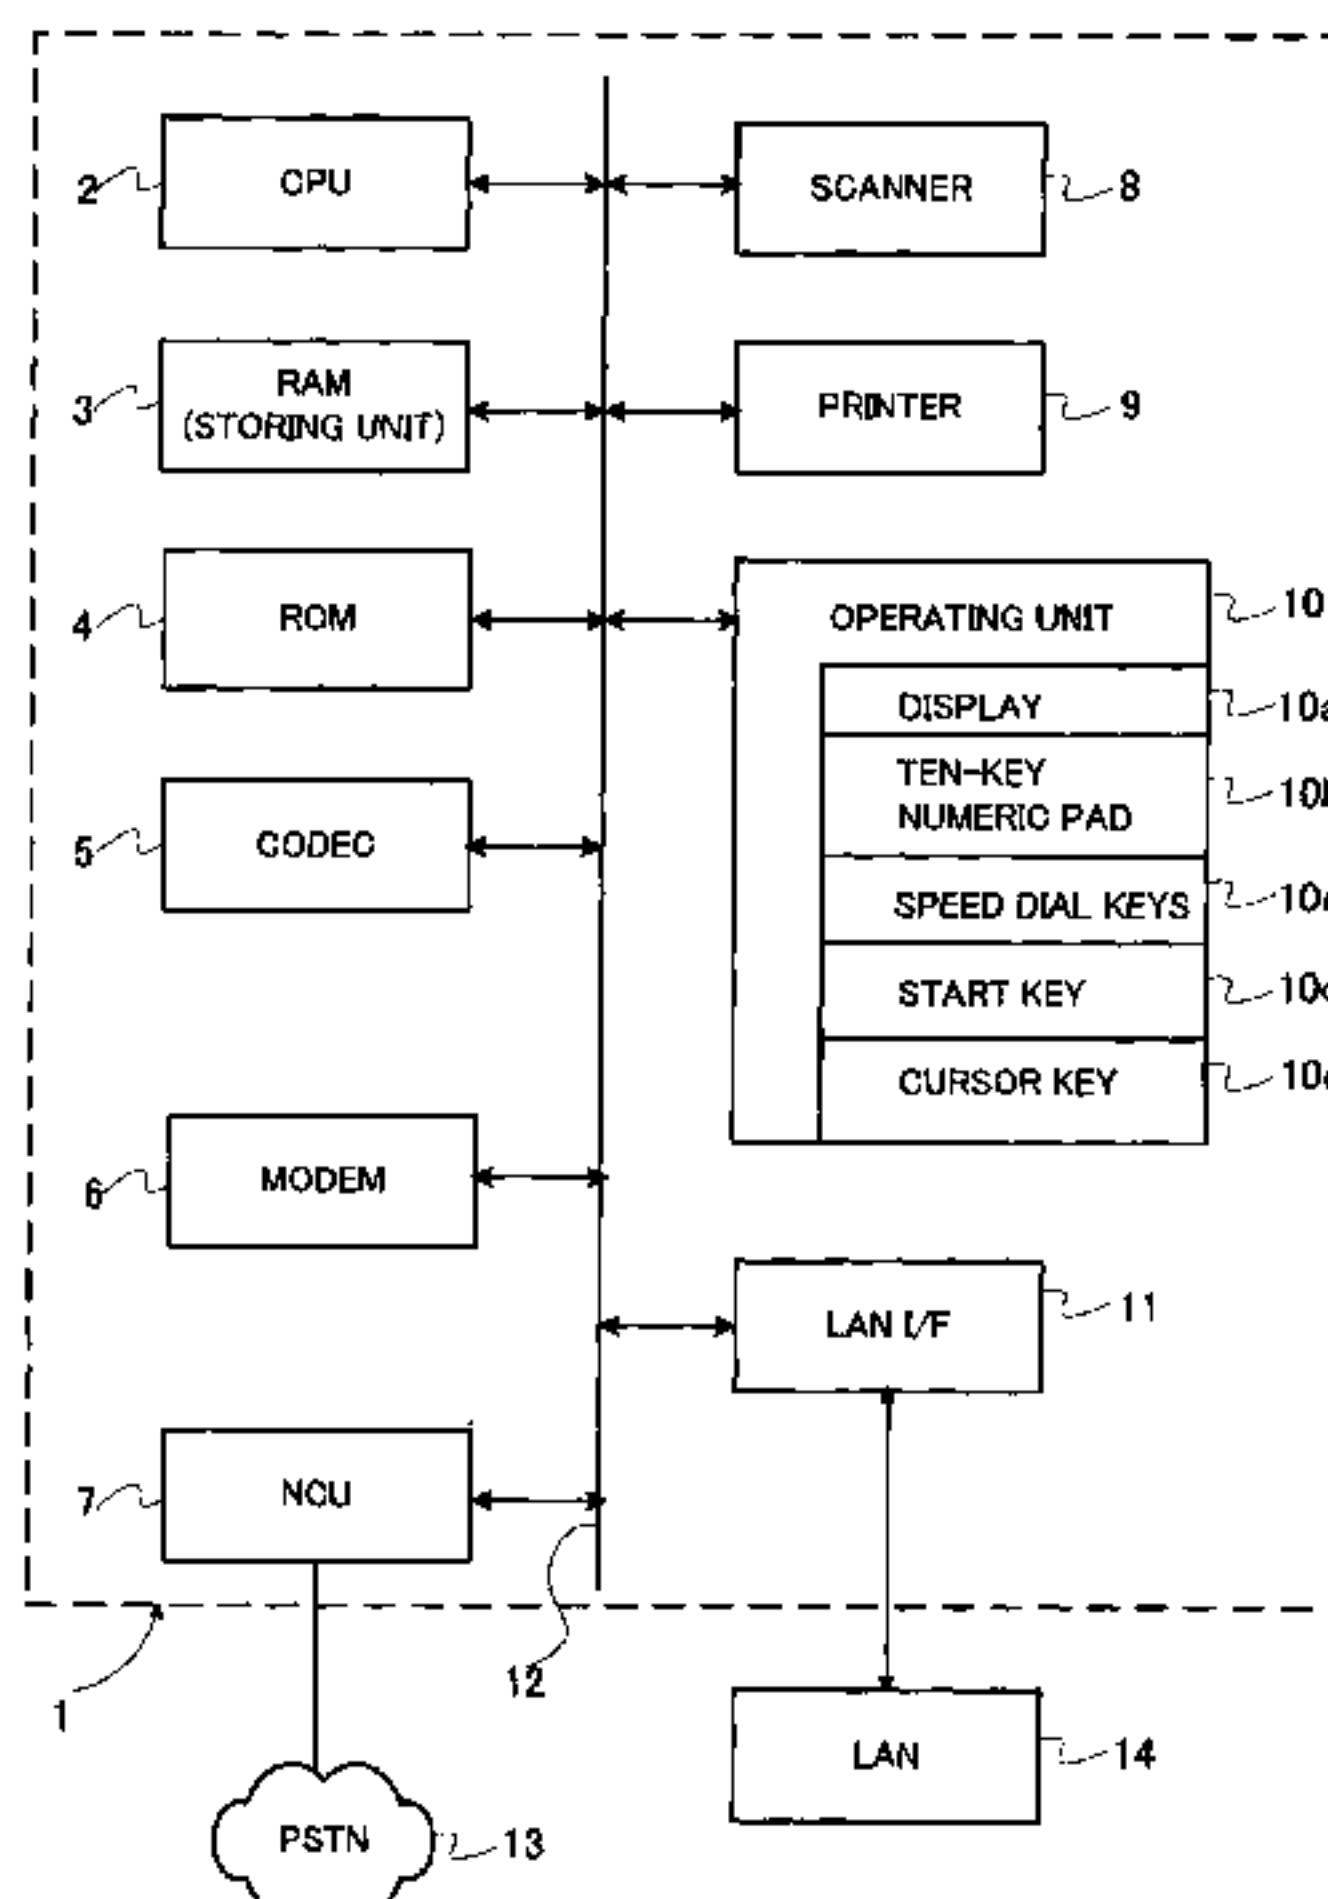 2
CPU
SCANNER
8
3
RAM
(STORING UNIT)
PRINTER
9
4
ROM
OPERATING UNIT
10
DISPLAY
10a
TEN-KEY
NUMERIC PAD
5
CODEC
SPEED DIAL KEYS
START KEY
CURSOR KEY
6
MODEM
LAN I/F
11
7
NCU
12
1
LAN
14
PSTN
13